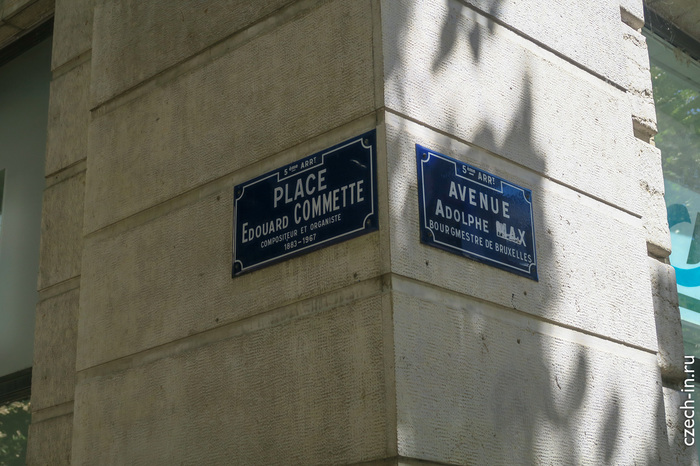 5ÈME ARRT
PLACE
EDOUARD COMMETTE
COMPOSITEUR ET ORGANISTE
1883-1967
5ÈME ARRT
AVENUE
ADOLPHE MAX
BOURGMESTRE DE BRUXELLES
czech-in.ru